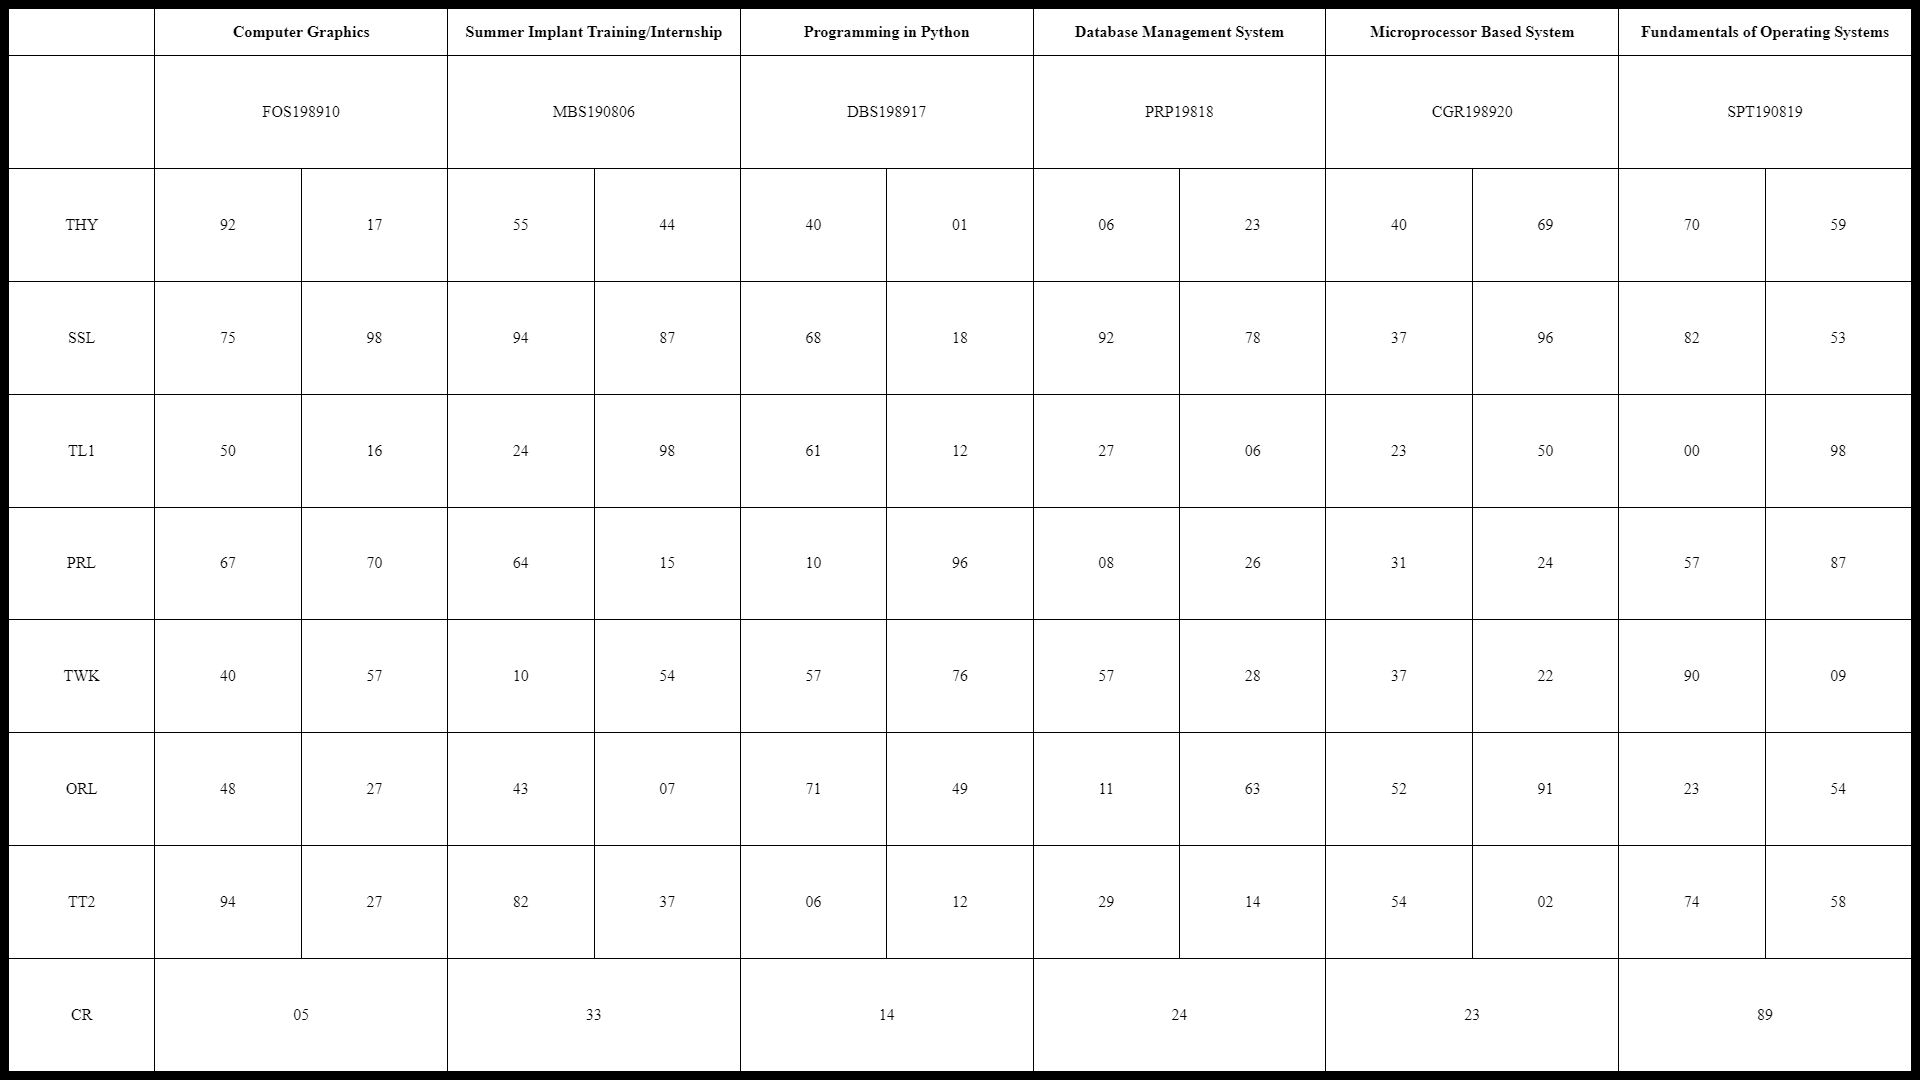 Computer Graphics Summer Implant Training/Internship Programming in Python Database Management System Microprocessor Based System Fundamentals of Operating Systems
FOS198910 MBS190806 DBS198917 PRP19818 CGR198920 SPT190819
THY 92 17 55 44 40 01 06 23 40 69 70 59
SSL 75 98 94 87 68 18 92 78 37 96 82 53
TL1 50 16 24 98 61 12 27 06 23 50 00 98
PRL 67 70 64 15 10 96 08 26 31 24 57 87
TWK 40 57 10 54 57 76 57 28 37 22 90 09
ORL 48 27 43 07 71 49 11 63 52 91 23 54
TT2 94 27 82 37 06 12 29 14 54 02 74 58
CR 05 33 14 24 23 89